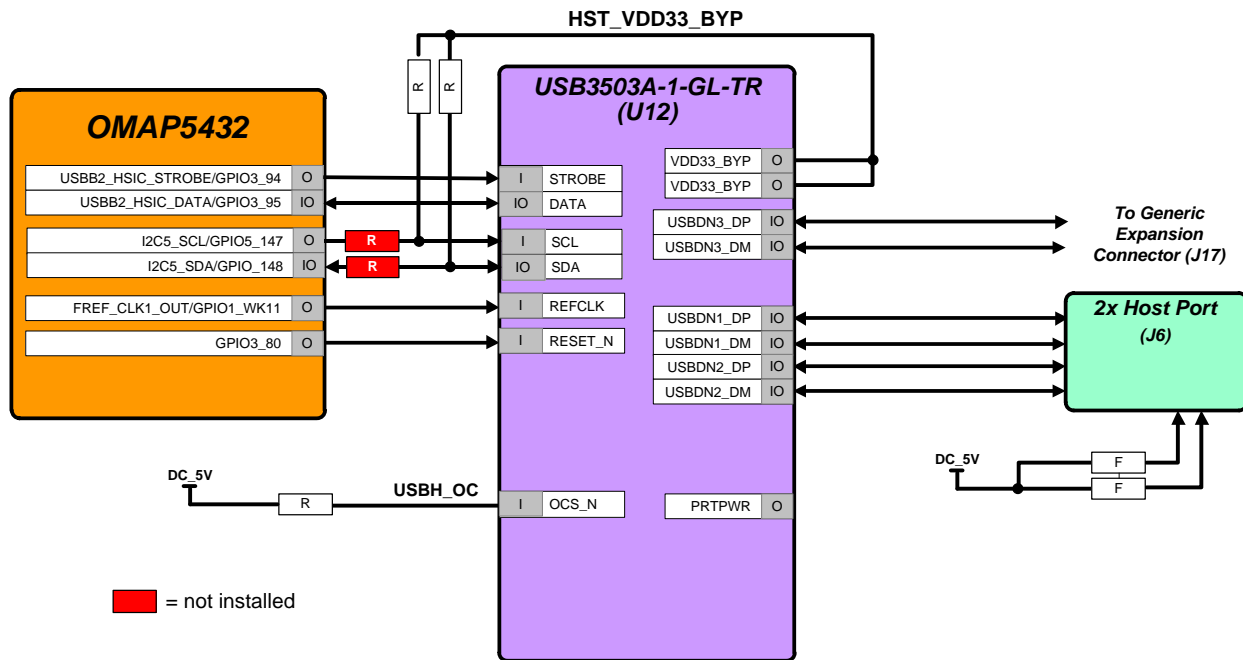 HST_VDD33_BYP
OMAP5432
USBB2_HSIC_STROBE/GPIO3_94 O
USBB2_HSIC_DATA/GPIO3_95 IO
I2C5_SCL/GPIO5_147 O
I2C5_SDA/GPIO_148 IO
FREF_CLK1_OUT/GPIO1_WK11 O
GPIO3_80 O
R
R
R
R
USB3503A-1-GL-TR
(U12)
I STROBE
IO DATA
I SCL
IO SDA
I REFCLK
I RESET_N
VDD33_BYP O
VDD33_BYP O
USBDN3_DP IO
USBDN3_DM IO
USBDN1_DP IO
USBDN1_DM IO
USBDN2_DP IO
USBDN2_DM IO
To Generic
Expansion
Connector (J17)
2x Host Port
(J6)
DC_5V
F
F
DC_5V
R
USBH_OC
I OCS_N
PRTPWR O
= not installed